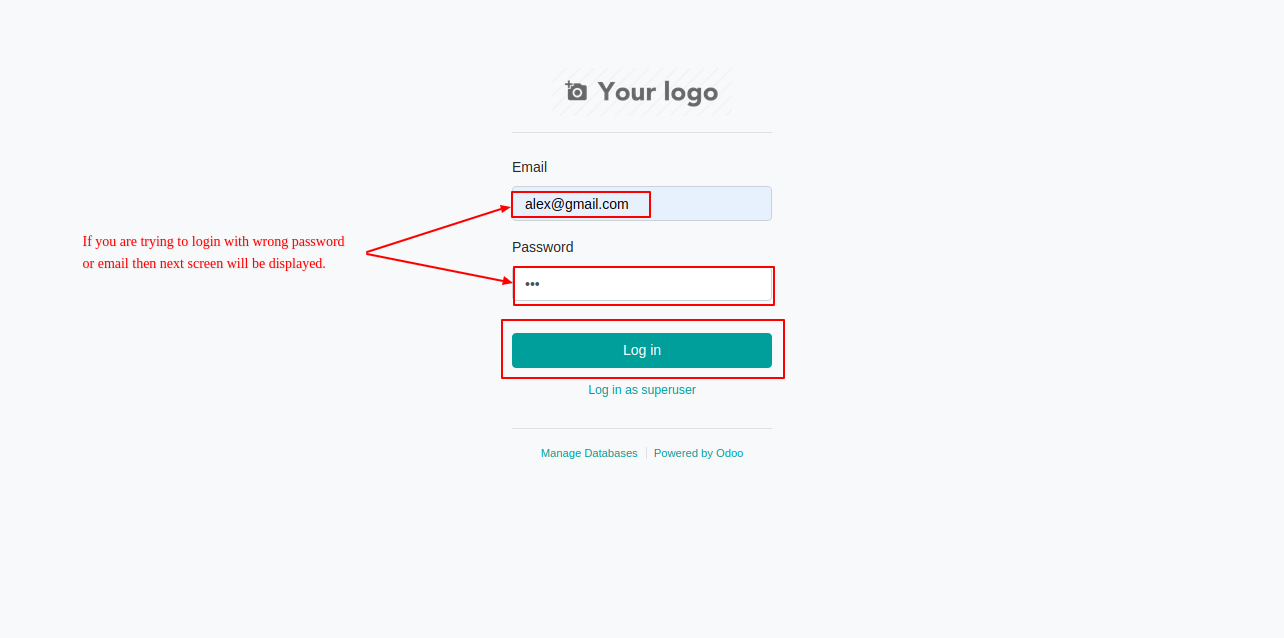 Your logo
Email
alex@gmail.com
If you are trying to login with wrong password
or email then next screen will be displayed.
Password
•••
Log in
Log in as superuser
Manage Databases | Powered by Odoo